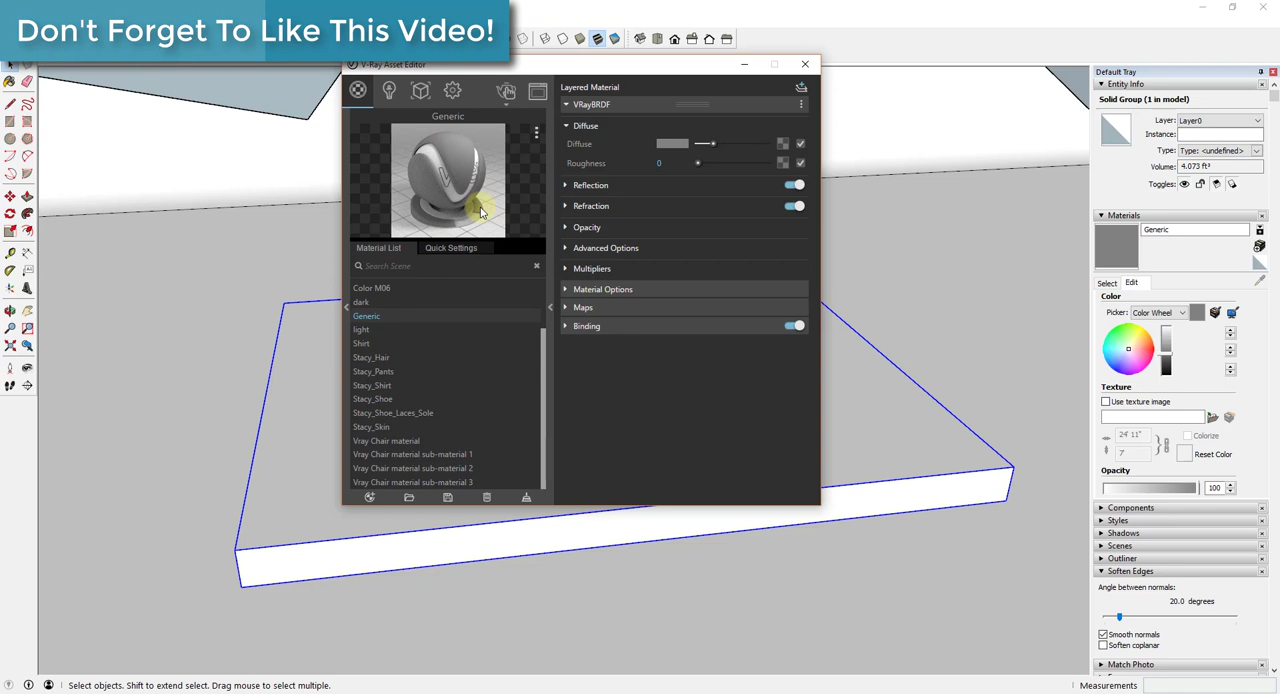 Don't Forget To Like This Video!
V-Ray Asset Editor
Generic
Material List
Quick Settings
Search Scene
Color M06
dark
Generic
light
Shirt
Stacy_Hair
Stacy_Pants
Stacy_Shirt
Stacy_Shoe
Stacy_Shoe_Laces_Sole
Stacy_Skin
Vray Chair material
Vray Chair material sub-material 1
Vray Chair material sub-material 2
Vray Chair material sub-material 3
Layered Material
VRayBRDF
Diffuse
Diffuse
Roughness 0
Reflection
Refraction
Opacity
Advanced Options
Multipliers
Material Options
Maps
Binding
Default Tray
Entity Info
Solid Group (1 in model)
Layer: Layer0
Instance:
Type: Type: <undefined>
Volume: 4.073 ft³
Toggles:
Materials
Generic
Select Edit
Color
Picker: Color Wheel
Texture
Use texture image
24' 11" Colorize
7' Reset Color
Opacity
100
Components
Styles
Shadows
Scenes
Outliner
Soften Edges
Angle between normals:
20.0 degrees
Smooth normals
Soften coplanar
Match Photo
Select objects. Shift to extend select. Drag mouse to select multiple.
Measurements